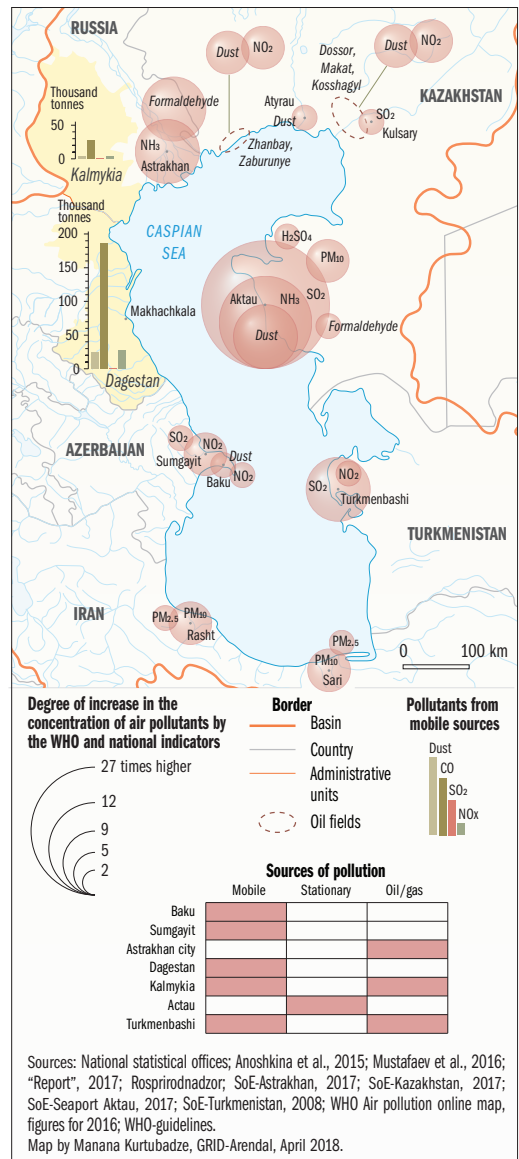 RUSSIA
Dust
NO2
Dossor,
Makat,
Kosshagyl
Dust
NO2
KAZAKHSTAN
Thousand
tonnes
50
0
Kalmykia
Formaldehyde
NH3
Astrakhan
Atyrau
Dust
SO2
Kulsary
Zhanbay,
Zaburunye
Thousand
tonnes
200
150
100
50
0
Dagestan
CASPIAN
SEA
Makhachkala
H2SO4
PM10
Aktau
NH3
SO2
Dust
Formaldehyde
AZERBAIJAN
SO2
NO2
Sumgayit
Dust
Baku
NO2
SO2
NO2
Turkmenbashi
TURKMENISTAN
IRAN
PM2.5
PM10
Rasht
PM2.5
PM10
Sari
0
100 km
Degree of increase in the
concentration of air pollutants by
the WHO and national indicators
27 times higher
12
9
5
2
Border
Basin
Country
Administrative
units
Oil fields
Pollutants from
mobile sources
Dust
CO
SO2
NOx
Sources of pollution
Mobile Stationary Oil/gas
Baku
Sumgayit
Astrakhan city
Dagestan
Kalmykia
Actau
Turkmenbashi
Sources: National statistical offices; Anoshkina et al., 2015; Mustafaev et al., 2016;
“Report”, 2017; Rosprirodnadzor; SoE-Astrakhan, 2017; SoE-Kazakhstan, 2017;
SoE-Seaport Aktau, 2017; SoE-Turkmenistan, 2008; WHO Air pollution online map,
figures for 2016; WHO-guidelines.
Map by Manana Kurtubadze, GRID-Arendal, April 2018.